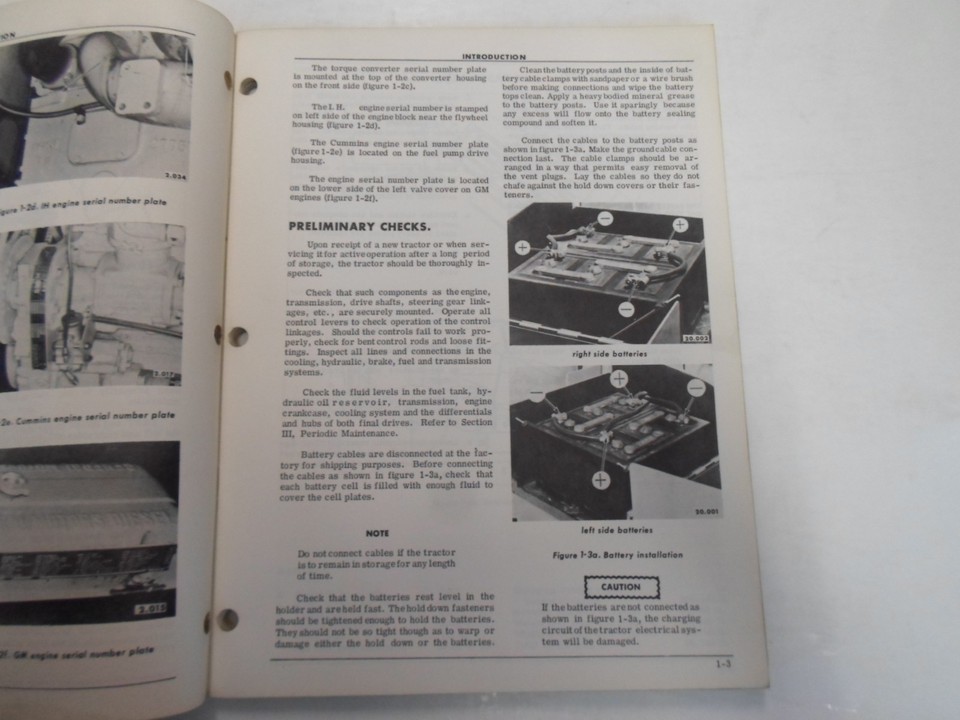 ION
2.024
gure 1-2d. IH engine serial number plate
2.017
2e. Cummins engine serial number plate
2.015
2f. GM engine serial number plate
INTRODUCTION
The torque converter serial number plate
is mounted at the top of the converter housing
on the front side (figure 1-2c).
The I. H. engine serial number is stamped
on left side of the engine block near the flywheel
housing (figure 1-2d).
The Cummins engine serial number plate
(figure 1-2e) is located on the fuel pump drive
housing.
The engine serial number plate is located
on the lower side of the left valve cover on GM
engines (figure 1-2f).
PRELIMINARY CHECKS.
Upon receipt of a new tractor or when ser-
vicing it for active operation after a long period
of storage, the tractor should be thoroughly in-
spected.
Check that such components as the engine,
transmission, drive shafts, steering gear link-
ages, etc., are securely mounted. Operate all
control levers to check operation of the control
linkages. Should the controls fail to work pro-
perly, check for bent control rods and loose fit-
tings. Inspect all lines and connections in the
cooling, hydraulic, brake, fuel and transmission
systems.
Check the fluid levels in the fuel tank, hy-
draulic oil reservoir, transmission, engine
crankcase, cooling system and the differentials
and hubs of both final drives. Refer to Section
III, Periodic Maintenance.
Battery cables are disconnected at the fac-
tory for shipping purposes. Before connecting
the cables as shown in figure 1-3a, check that
each battery cell is filled with enough fluid to
cover the cell plates.
NOTE
Do not connect cables if the tractor
is to remain in storage for any length
of time.
Check that the batteries rest level in the
holder and are held fast. The hold down fasteners
should be tightened enough to hold the batteries.
They should not be so tight though as to warp or
damage either the hold down or the batteries.
Clean the battery posts and the inside of bat-
tery cable clamps with sandpaper or a wire brush
before making connections and wipe the battery
tops clean. Apply a heavy bodied mineral grease
to the battery posts. Use it sparingly because
any excess will flow onto the battery sealing
compound and soften it.
Connect the cables to the battery posts as
shown in figure 1-3a. Make the ground cable con-
nection last. The cable clamps should be ar-
ranged in a way that permits easy removal of
the vent plugs. Lay the cables so they do not
chafe against the hold down covers or their fas-
teners.
− +
+
−
20.002
right side batteries
− + −
+
20.001
left side batteries
Figure 1-3a. Battery installation
CAUTION
If the batteries are not connected as
shown in figure 1-3a, the charging
circuit of the tractor electrical sys-
tem will be damaged.
1-3